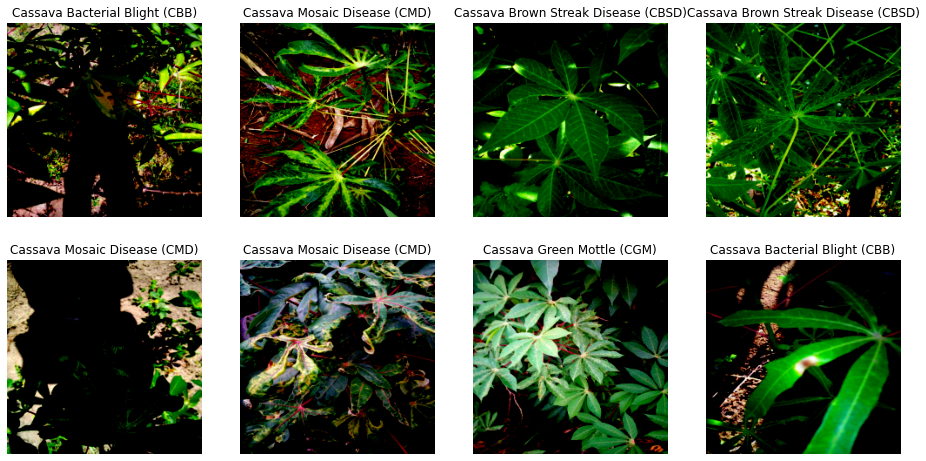 Cassava Bacterial Blight (CBB)
Cassava Mosaic Disease (CMD)
Cassava Brown Streak Disease (CBSD)
Cassava Brown Streak Disease (CBSD)
Cassava Mosaic Disease (CMD)
Cassava Mosaic Disease (CMD)
Cassava Green Mottle (CGM)
Cassava Bacterial Blight (CBB)